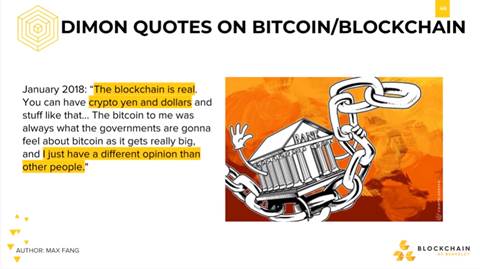 48
DIMON QUOTES ON BITCOIN/BLOCKCHAIN
January 2018: “The blockchain is real.
You can have crypto yen and dollars and
stuff like that... The bitcoin to me was
always what the governments are gonna
feel about bitcoin as it gets really big,
and I just have a different opinion than
other people.”
BANK
AUTHOR: MAX FANG
BLOCKCHAIN
AT BERKELEY